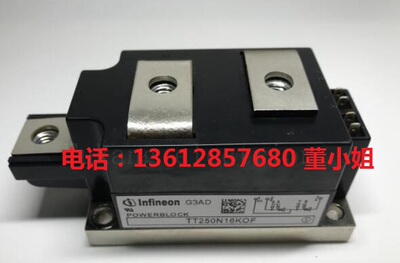 电话：13612857680 董小姐
Infineon G3AD
POWERBLOCK
TT250N16KOF